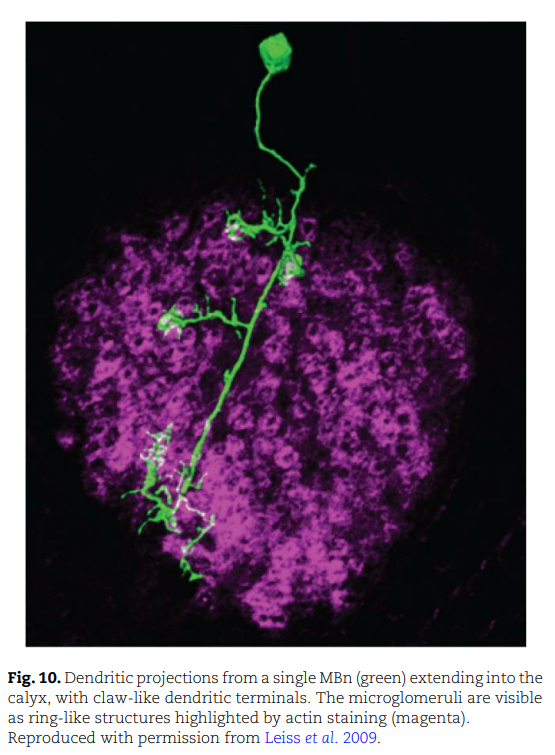 Fig. 10. Dendritic projections from a single MBn (green) extending into the
calyx, with claw-like dendritic terminals. The microglomeruli are visible
as ring-like structures highlighted by actin staining (magenta).
Reproduced with permission from Leiss et al. 2009.